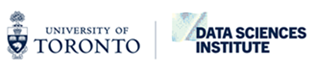 UNIVERSITY OF
TORONTO
DATA SCIENCES
INSTITUTE